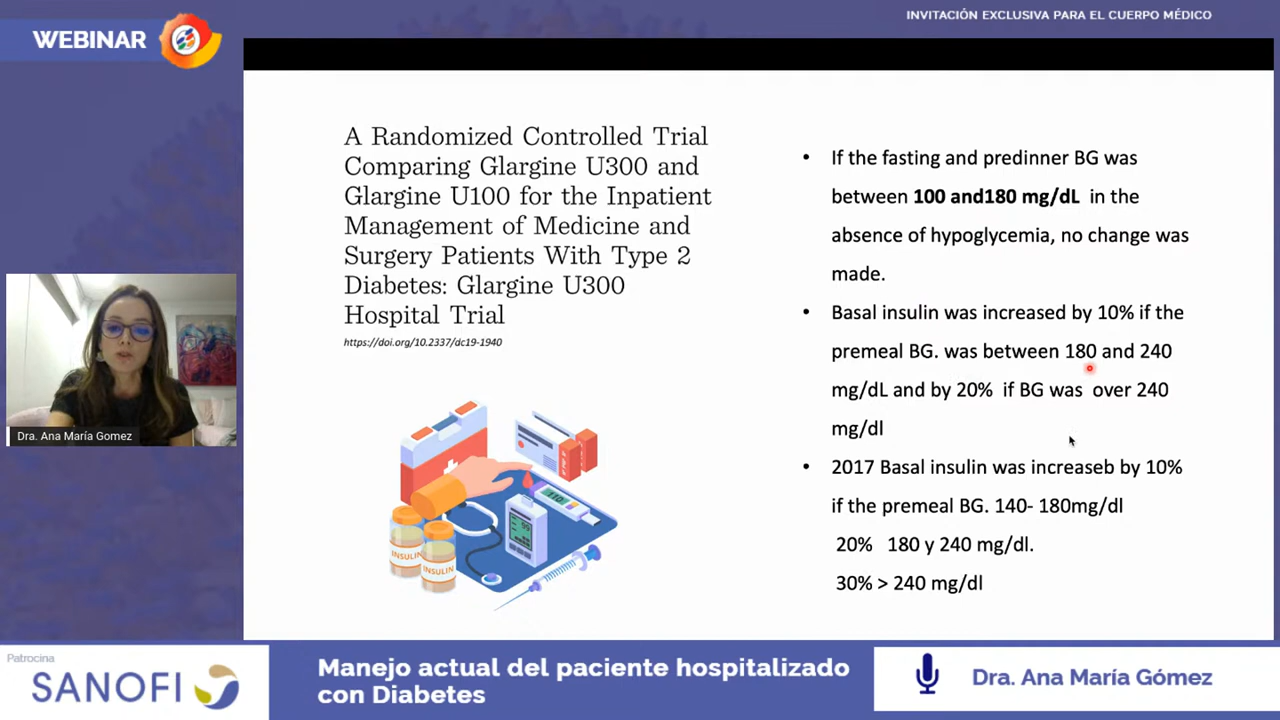 INVITACIÓN EXCLUSIVA PARA EL CUERPO MÉDICO
WEBINAR
A Randomized Controlled Trial
Comparing Glargine U300 and
Glargine U100 for the Inpatient
Management of Medicine and
Surgery Patients With Type 2
Diabetes: Glargine U300
Hospital Trial
https://doi.org/10.2337/dc19-1940
• If the fasting and predinner BG was
between 100 and180 mg/dL in the
absence of hypoglycemia, no change was
made.
• Basal insulin was increased by 10% if the
premeal BG. was between 180 and 240
mg/dL and by 20% if BG was over 240
mg/dl
• 2017 Basal insulin was increaseb by 10%
if the premeal BG. 140- 180mg/dl
20% 180 y 240 mg/dl.
30% > 240 mg/dl
INSULIN
INSULIN
110
Dra. Ana María Gomez
Patrocina
SANOFI
Manejo actual del paciente hospitalizado
con Diabetes
Dra. Ana María Gómez